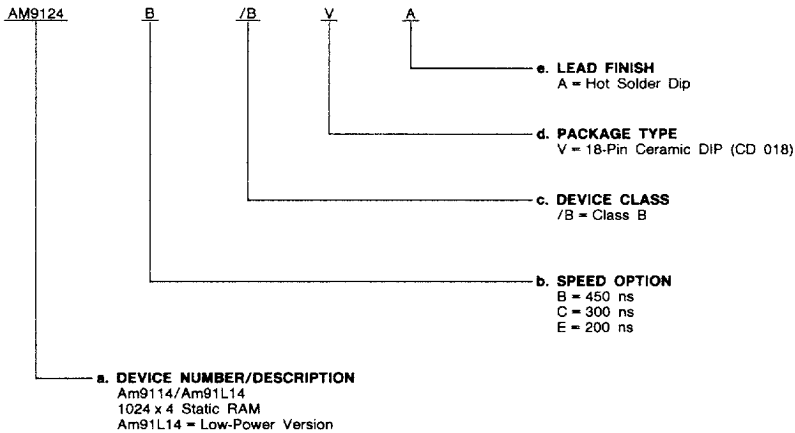 AM9124 B /B V A
e. LEAD FINISH
A = Hot Solder Dip
d. PACKAGE TYPE
V = 18-Pin Ceramic DIP (CD 018)
c. DEVICE CLASS
/B = Class B
b. SPEED OPTION
B = 450 ns
C = 300 ns
E = 200 ns
a. DEVICE NUMBER/DESCRIPTION
Am9114/Am91L14
1024 x 4 Static RAM
Am91L14 = Low-Power Version